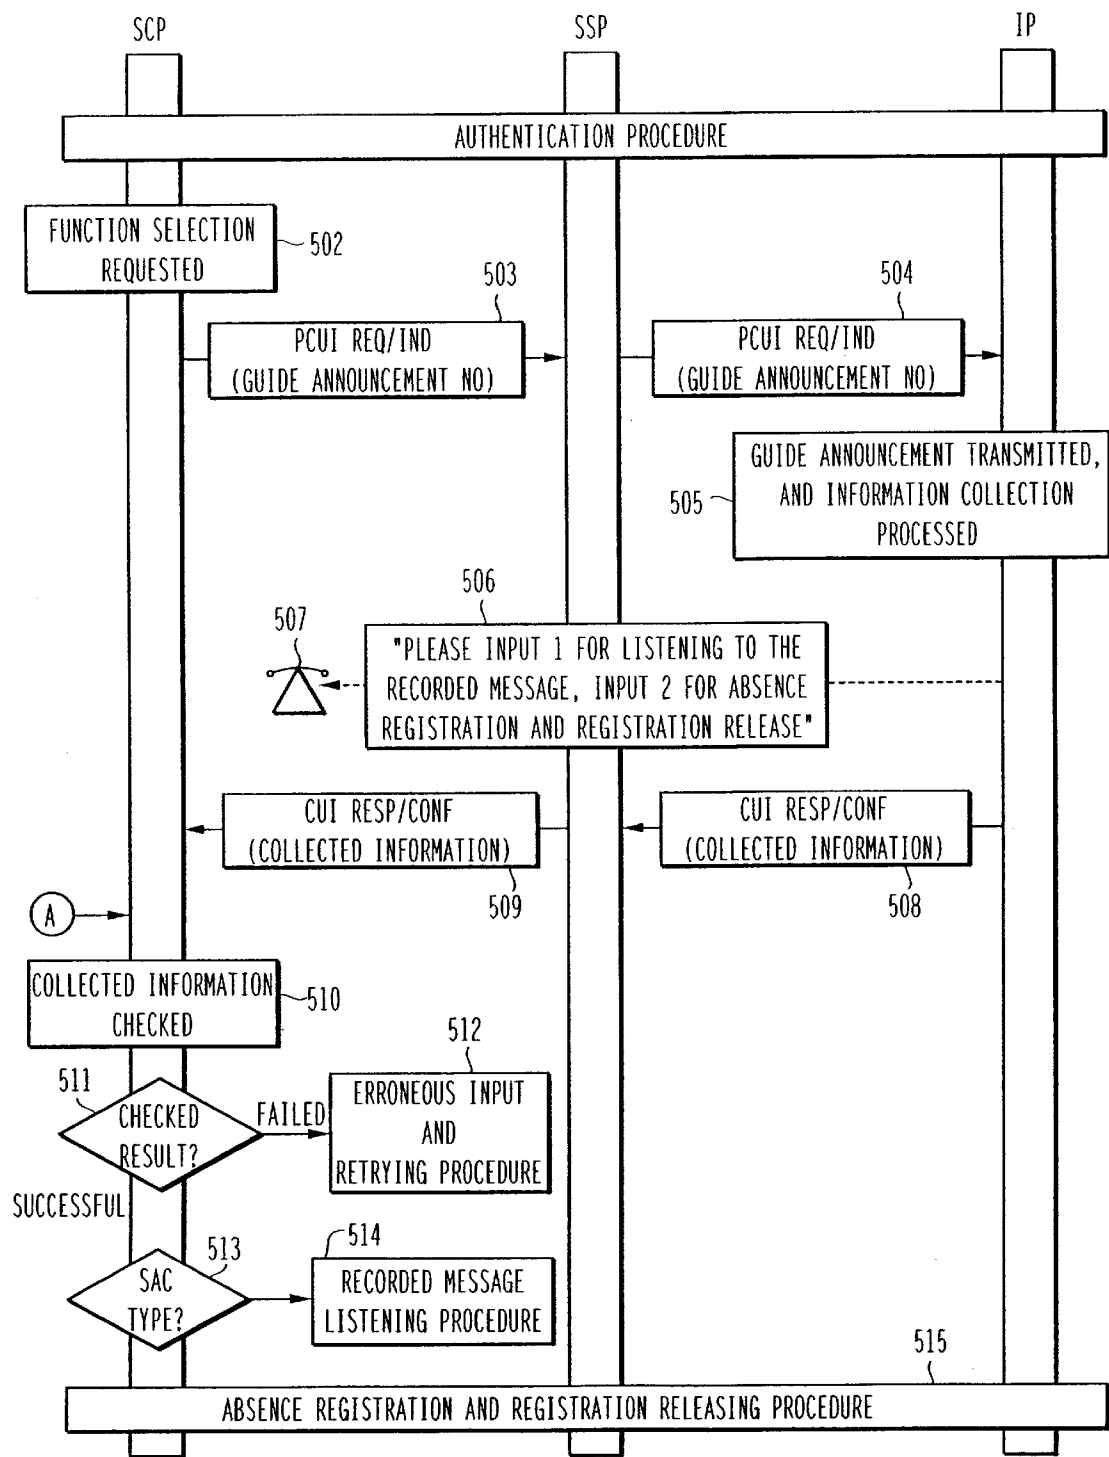 SCP
SSP
IP
AUTHENTICATION PROCEDURE
FUNCTION SELECTION
REQUESTED
502
503
504
PCUI REQ/IND
(GUIDE ANNOUNCEMENT NO)
PCUI REQ/IND
(GUIDE ANNOUNCEMENT NO)
GUIDE ANNOUNCEMENT TRANSMITTED,
AND INFORMATION COLLECTION
PROCESSED
505
506
507
"PLEASE INPUT 1 FOR LISTENING TO THE
RECORDED MESSAGE, INPUT 2 FOR ABSENCE
REGISTRATION AND REGISTRATION RELEASE"
CUI RESP/CONF
(COLLECTED INFORMATION)
CUI RESP/CONF
(COLLECTED INFORMATION)
509
508
A
COLLECTED INFORMATION
CHECKED
510
511
CHECKED
RESULT?
FAILED
512
ERRONEOUS INPUT
AND
RETRYING PROCEDURE
SUCCESSFUL
513
SAC
TYPE?
514
RECORDED MESSAGE
LISTENING PROCEDURE
515
ABSENCE REGISTRATION AND REGISTRATION RELEASING PROCEDURE